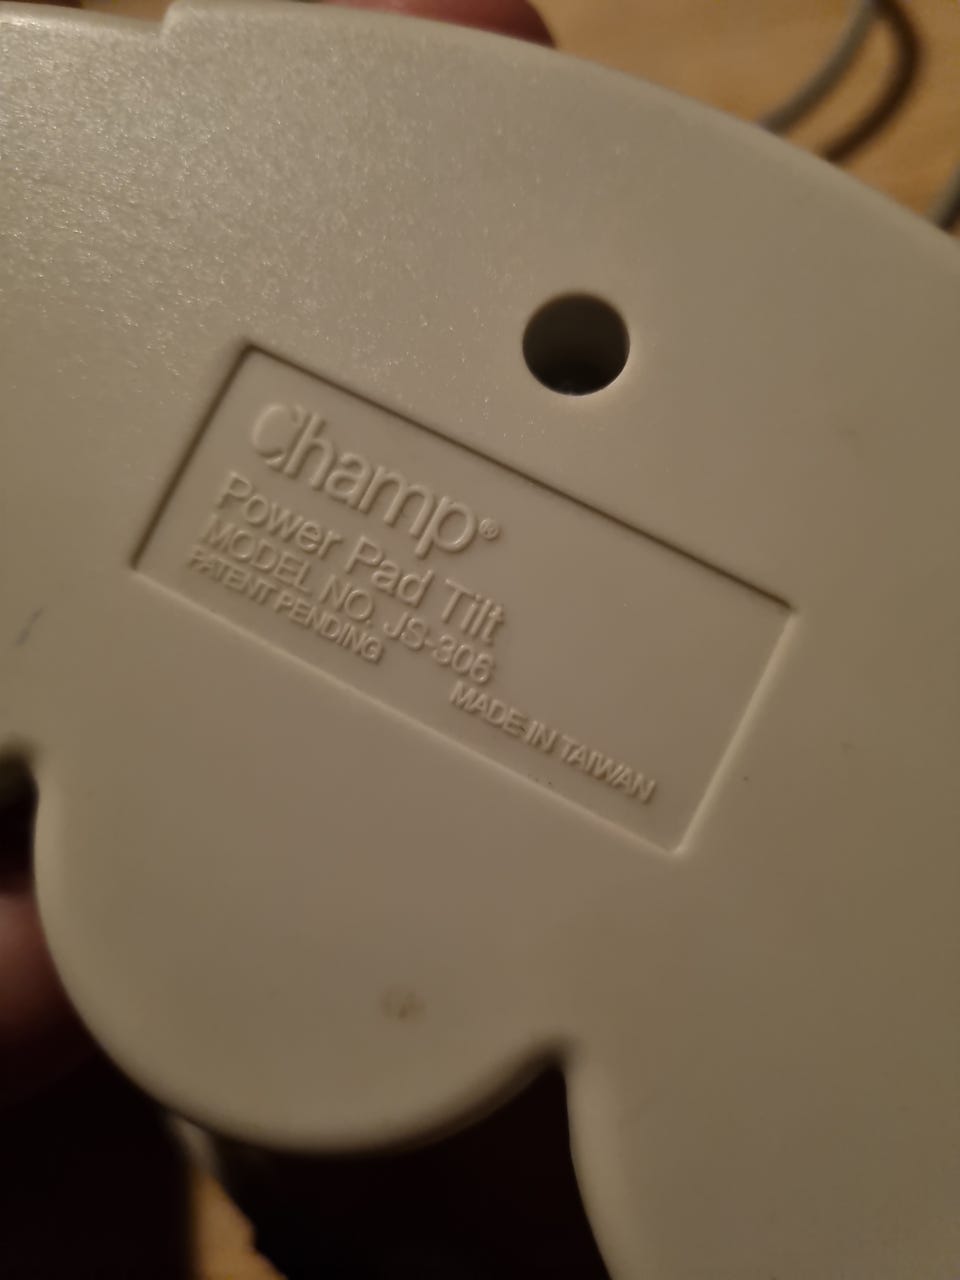 Champ®
Power Pad Tilt
MODEL NO. JS-306
PATENT PENDING
MADE IN TAIWAN